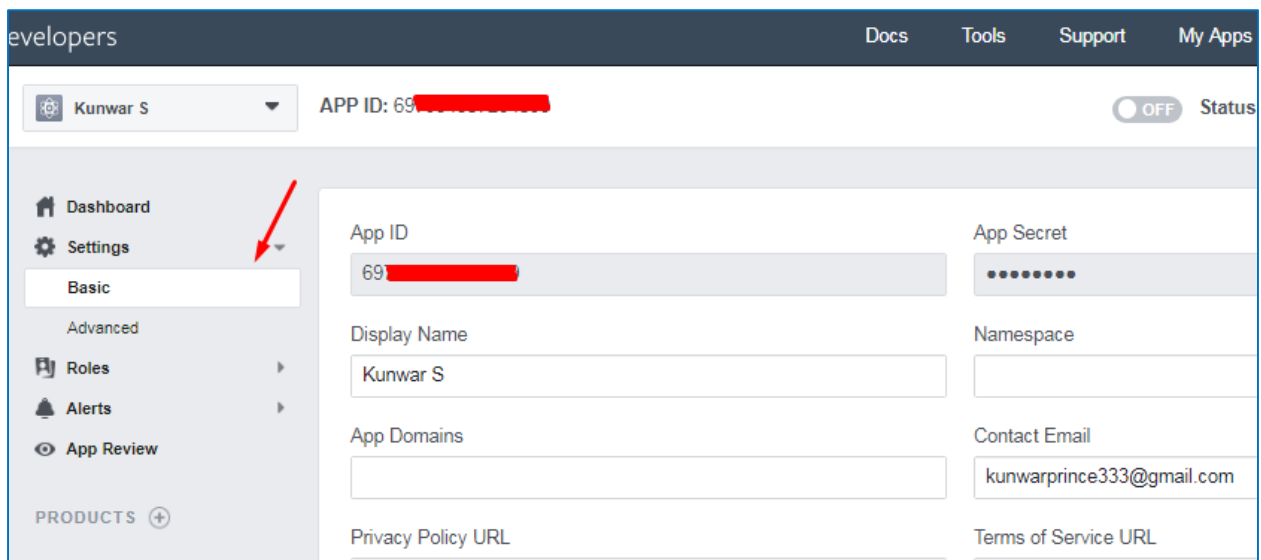 evelopers
Docs Tools Support My Apps
Kunwar S
APP ID: 69
OFF Status
Dashboard
Settings
Basic
Advanced
Roles
Alerts
App Review
PRODUCTS
App ID
App Secret
69
••••••••
Display Name
Namespace
Kunwar S
App Domains
Contact Email
kunwarprince333@gmail.com
Privacy Policy URL
Terms of Service URL